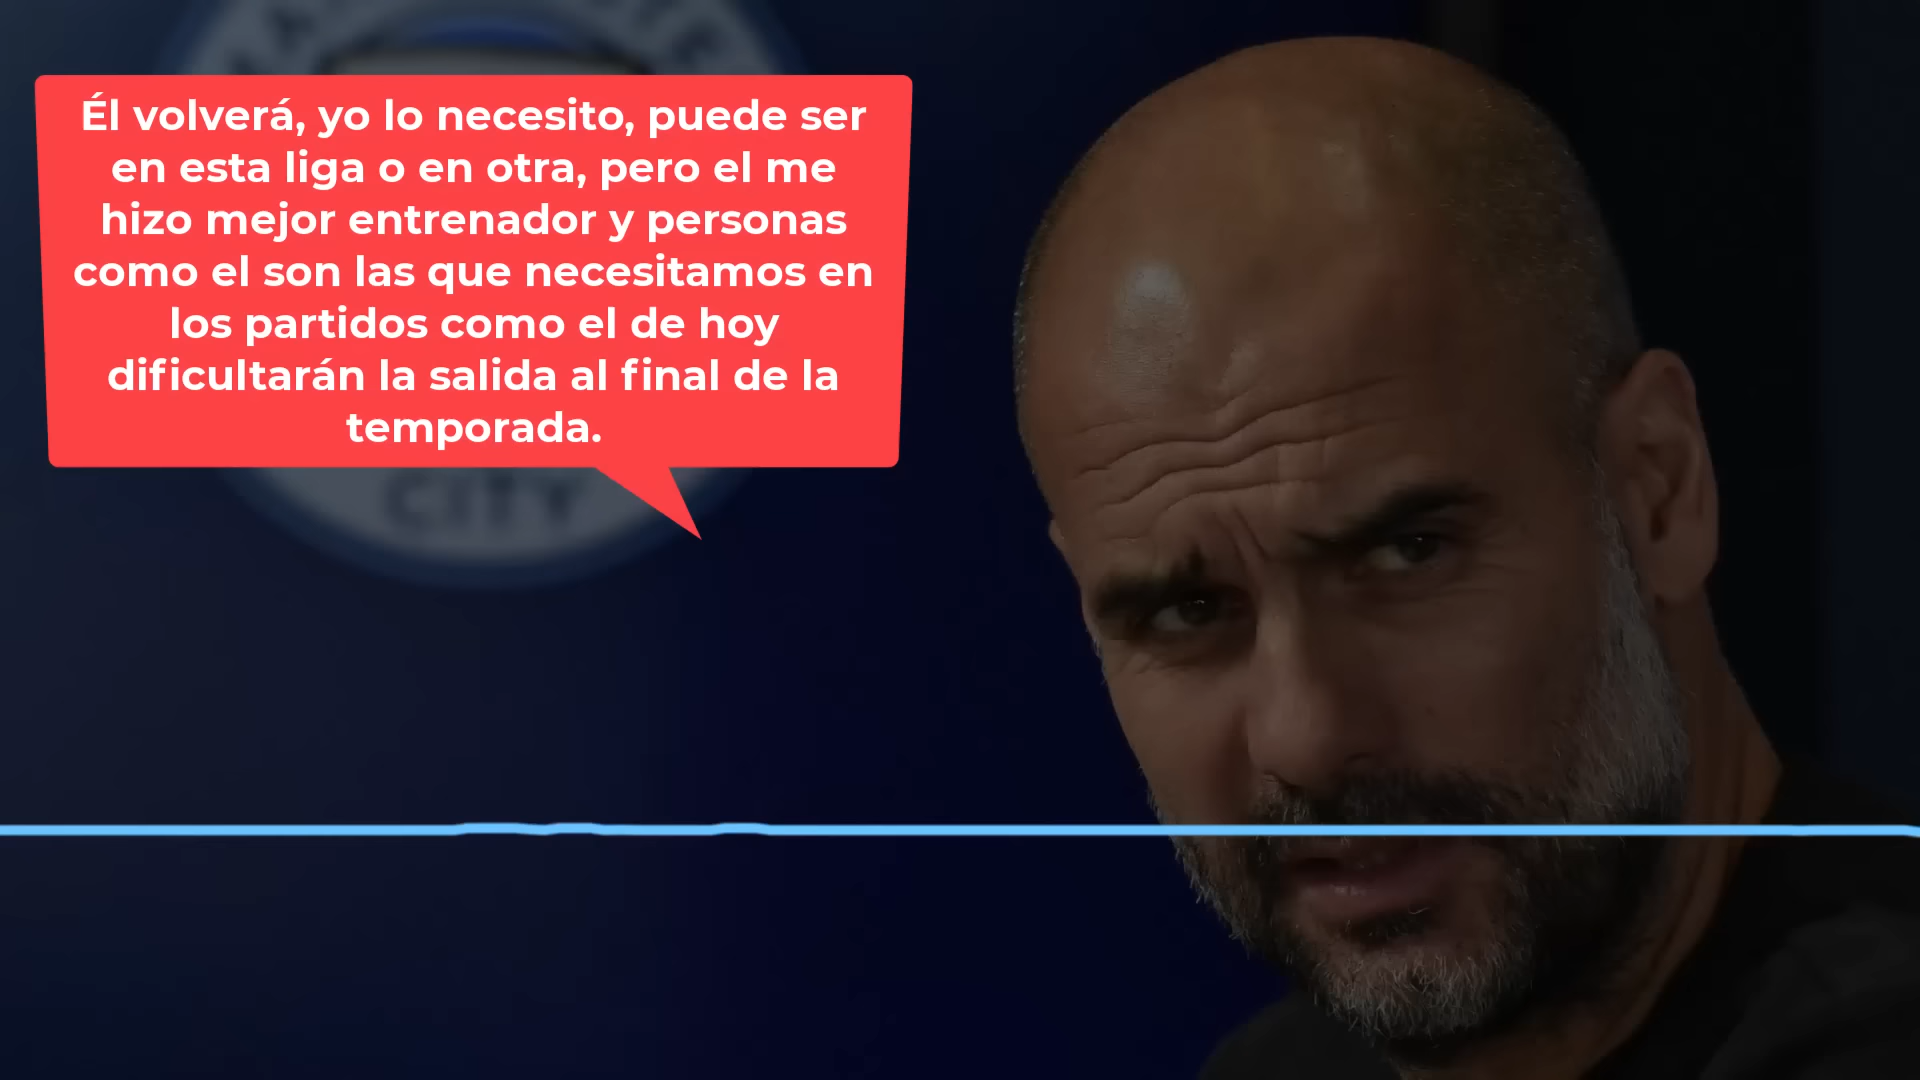 Él volverá, yo lo necesito, puede ser
en esta liga o en otra, pero el me
hizo mejor entrenador y personas
como el son las que necesitamos en
los partidos como el de hoy
dificultarán la salida al final de la
temporada.
CITY